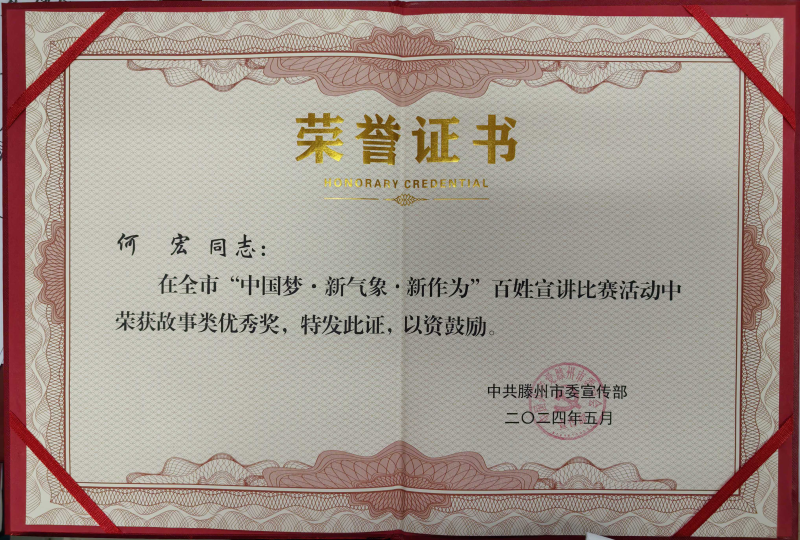 荣誉证书
HONORARY CREDENTIAL
何 宏 同志：
在全市“中国梦·新气象·新作为”百姓宣讲比赛活动中
荣获故事类优秀奖，特发此证，以资鼓励。
中共滕州市委宣传部
二〇二四年五月